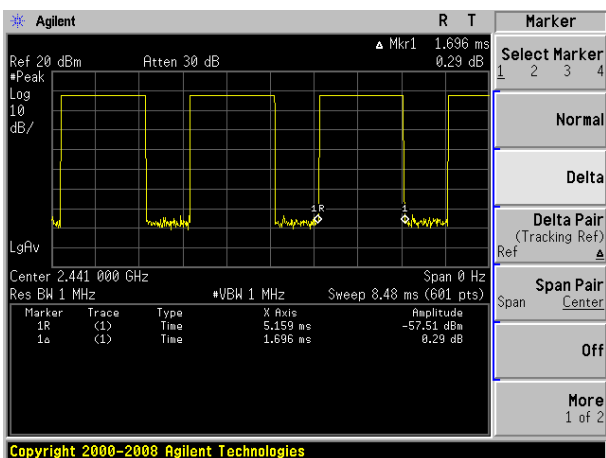 Agilent R T
Δ Mkr1 1.696 ms
Ref 20 dBm Atten 30 dB 0.29 dB
#Peak
Log
10
dB/
1R 1
LgAv
Center 2.441 000 GHz Span 0 Hz
Res BW 1 MHz #VBW 1 MHz Sweep 8.48 ms (601 pts)
Marker Trace Type X Axis Amplitude
1R (1) Time 5.159 ms -57.51 dBm
1Δ (1) Time 1.696 ms 0.29 dB
Copyright 2000-2008 Agilent Technologies
Marker
Select Marker
1 2 3 4
Normal
Delta
Delta Pair
(Tracking Ref)
Ref Δ
Span Pair
Span Center
Off
More
1 of 2